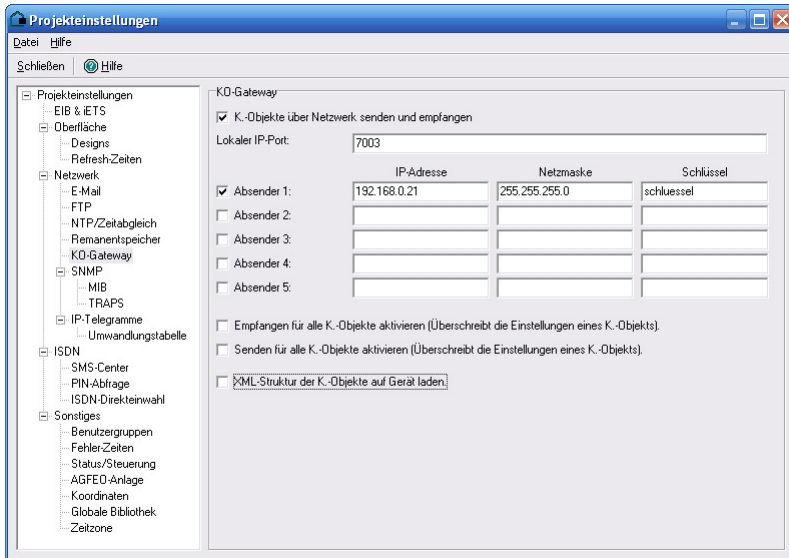 Projekteinstellungen
Datei Hilfe
Schließen Hilfe
Projekteinstellungen
EIB & iETS
Oberfläche
Designs
Refresh-Zeiten
Netzwerk
E-Mail
FTP
NTP/Zeitabgleich
Remanentspeicher
KO-Gateway
SNMP
MIB
TRAPS
IP-Telegramme
Umwandlungstabelle
ISDN
SMS-Center
PIN-Abfrage
ISDN-Direkteinwahl
Sonstiges
Benutzergruppen
Fehler-Zeiten
Status/Steuerung
AGFEO-Anlage
Koordinaten
Globale Bibliothek
Zeitzone
KO-Gateway
K.-Objekte über Netzwerk senden und empfangen
Lokaler IP-Port: 7003
IP-Adresse Netzmaske Schlüssel
Absender 1: 192.168.0.21 255.255.255.0 schluessel
Absender 2:
Absender 3:
Absender 4:
Absender 5:
Empfangen für alle K.-Objekte aktivieren (Überschreibt die Einstellungen eines K.-Objekts).
Senden für alle K.-Objekte aktivieren (Überschreibt die Einstellungen eines K.-Objekts).
XML-Struktur der K.-Objekte auf Gerät laden.